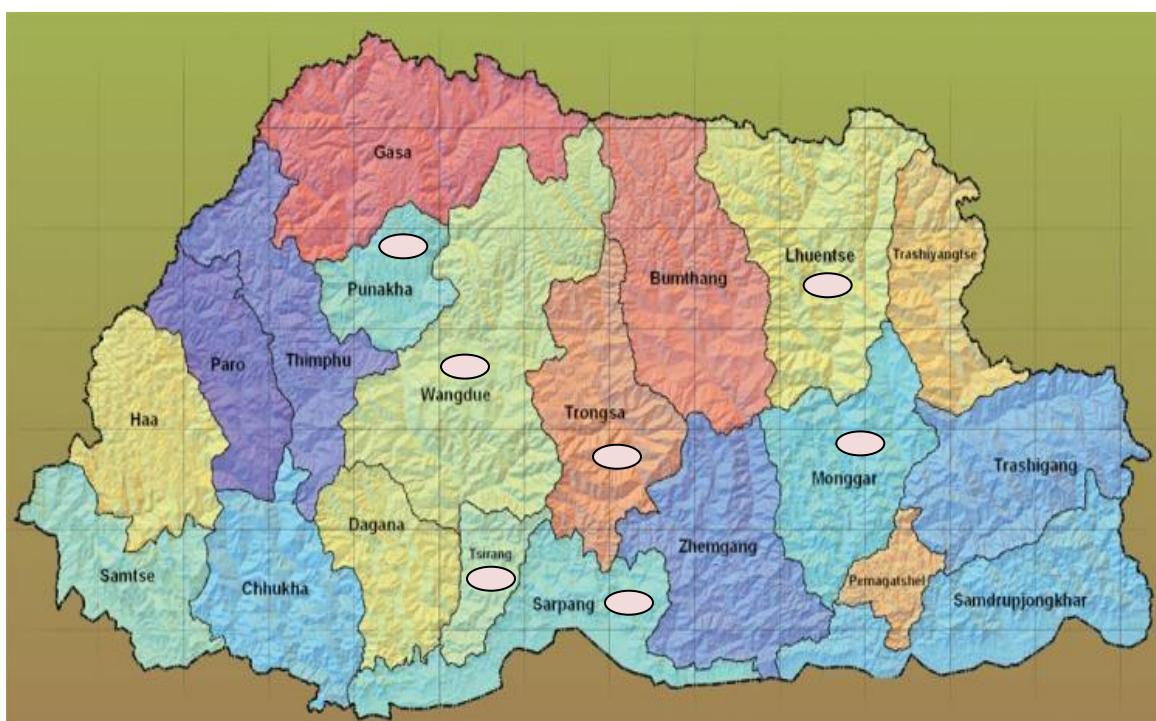 Gasa
Punakha
Lhuentse
Trashiyangtse
Bumthang
Paro
Thimphu
Wangdue
Haa
Trongsa
Trashigang
Monggar
Dagana
Tsirang
Zhemgang
Samtse
Chhukha
Sarpang
Pemagatshel
Samdrupjongkhar